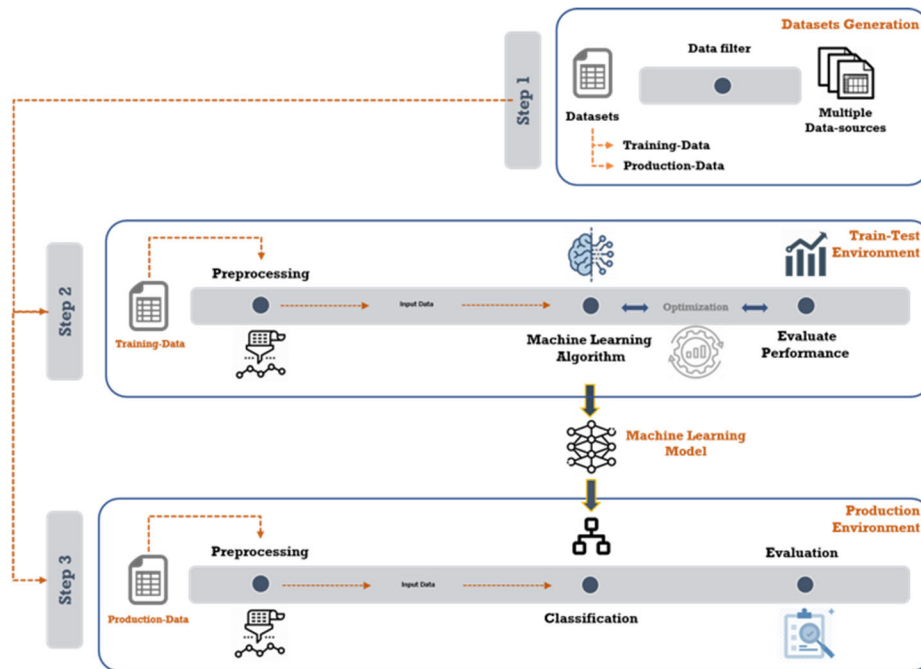 Datasets Generation
Step 1
Data filter
Datasets
Multiple
Data-sources
Training-Data
Production-Data
Step 2
Train-Test
Environment
Preprocessing
Input Data
Optimization
Training-Data
Machine Learning
Algorithm
Evaluate
Performance
Machine Learning
Model
Step 3
Production
Environment
Preprocessing
Evaluation
Input Data
Production-Data
Classification